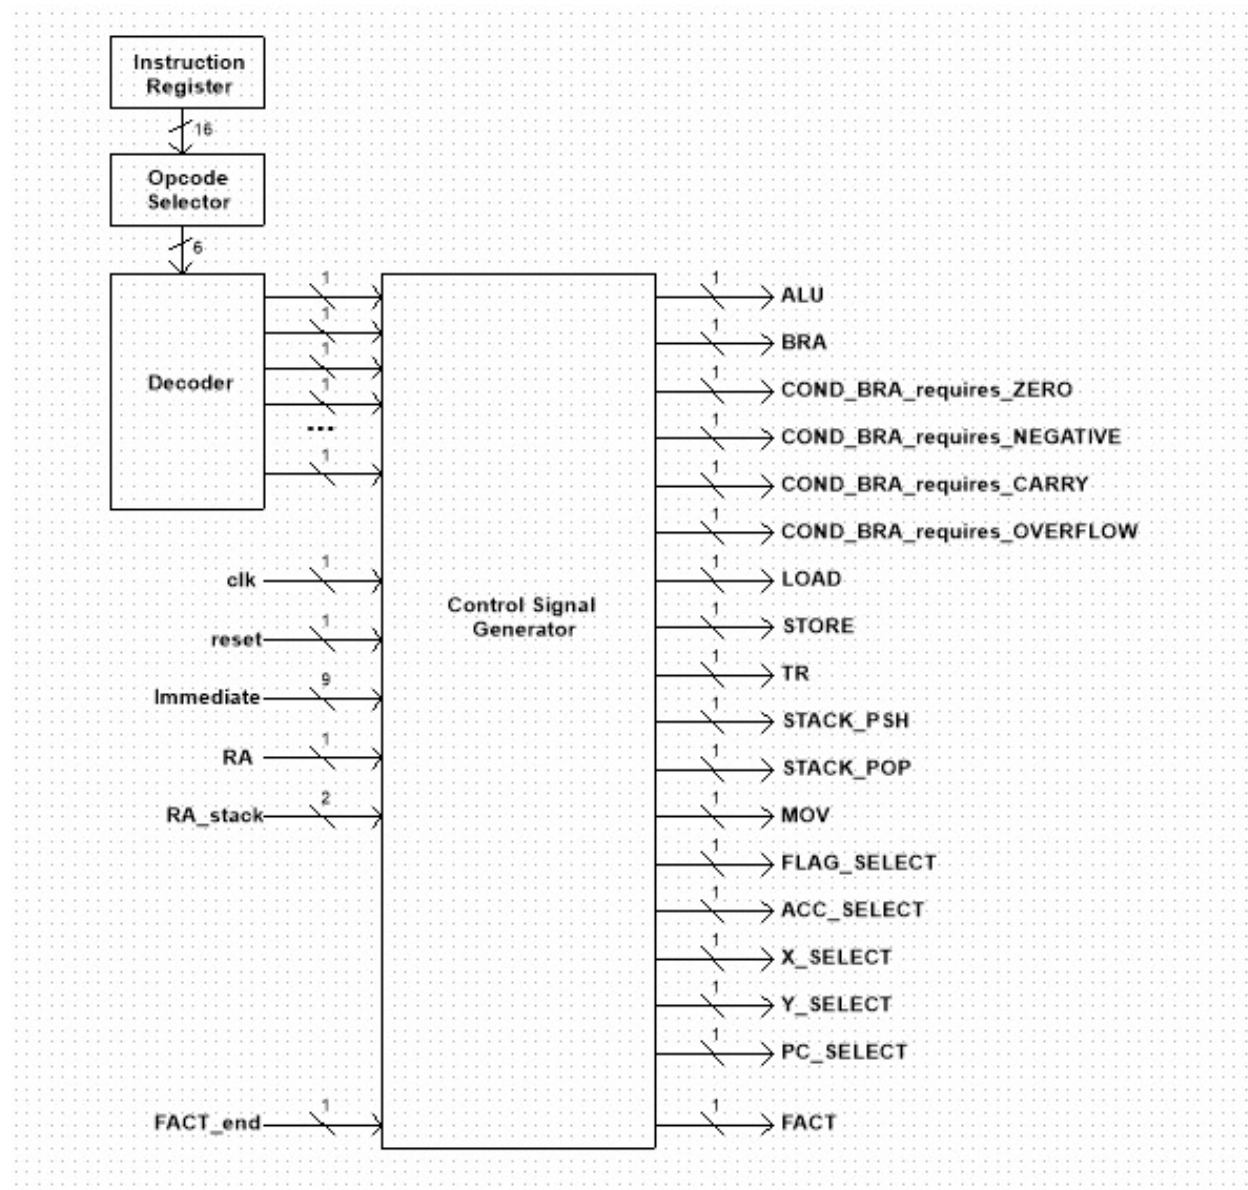 Instruction
Register
16
Opcode
Selector
6
Decoder
1
1
1
1
...
1
clk
1
reset
1
Immediate
9
RA
1
RA_stack
2
FACT_end
1
Control Signal
Generator
1
ALU
1
BRA
1
COND_BRA_requires_ZERO
1
COND_BRA_requires_NEGATIVE
1
COND_BRA_requires_CARRY
1
COND_BRA_requires_OVERFLOW
1
LOAD
1
STORE
1
TR
1
STACK_PSH
1
STACK_POP
1
MOV
1
FLAG_SELECT
1
ACC_SELECT
1
X_SELECT
1
Y_SELECT
1
PC_SELECT
1
FACT